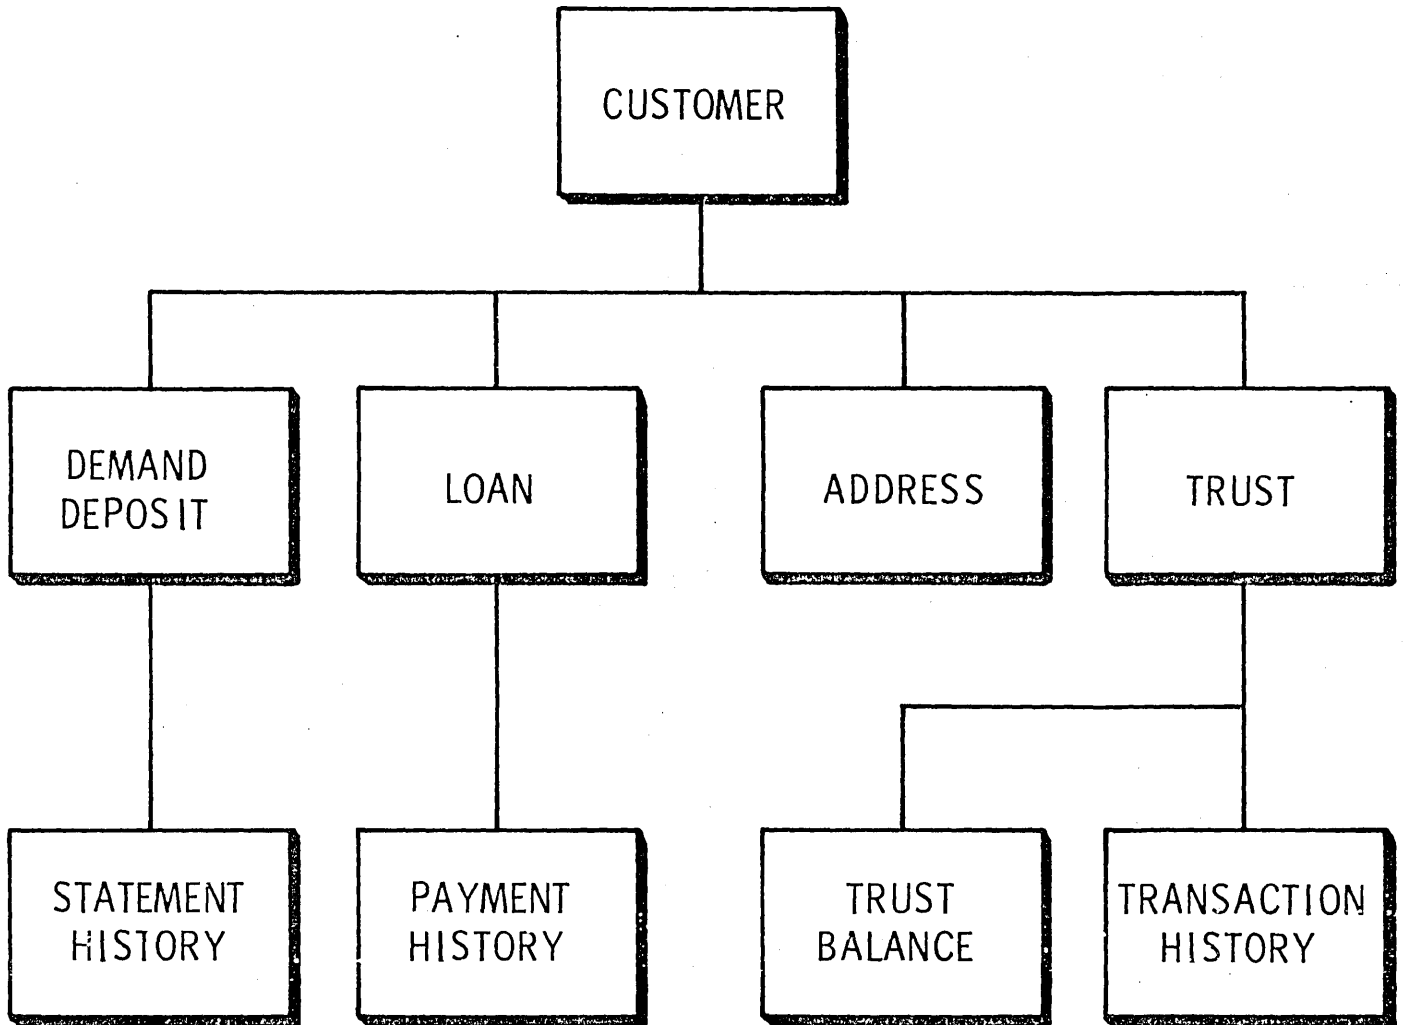 CUSTOMER
DEMAND
DEPOSIT
LOAN
ADDRESS
TRUST
STATEMENT
HISTORY
PAYMENT
HISTORY
TRUST
BALANCE
TRANSACTION
HISTORY